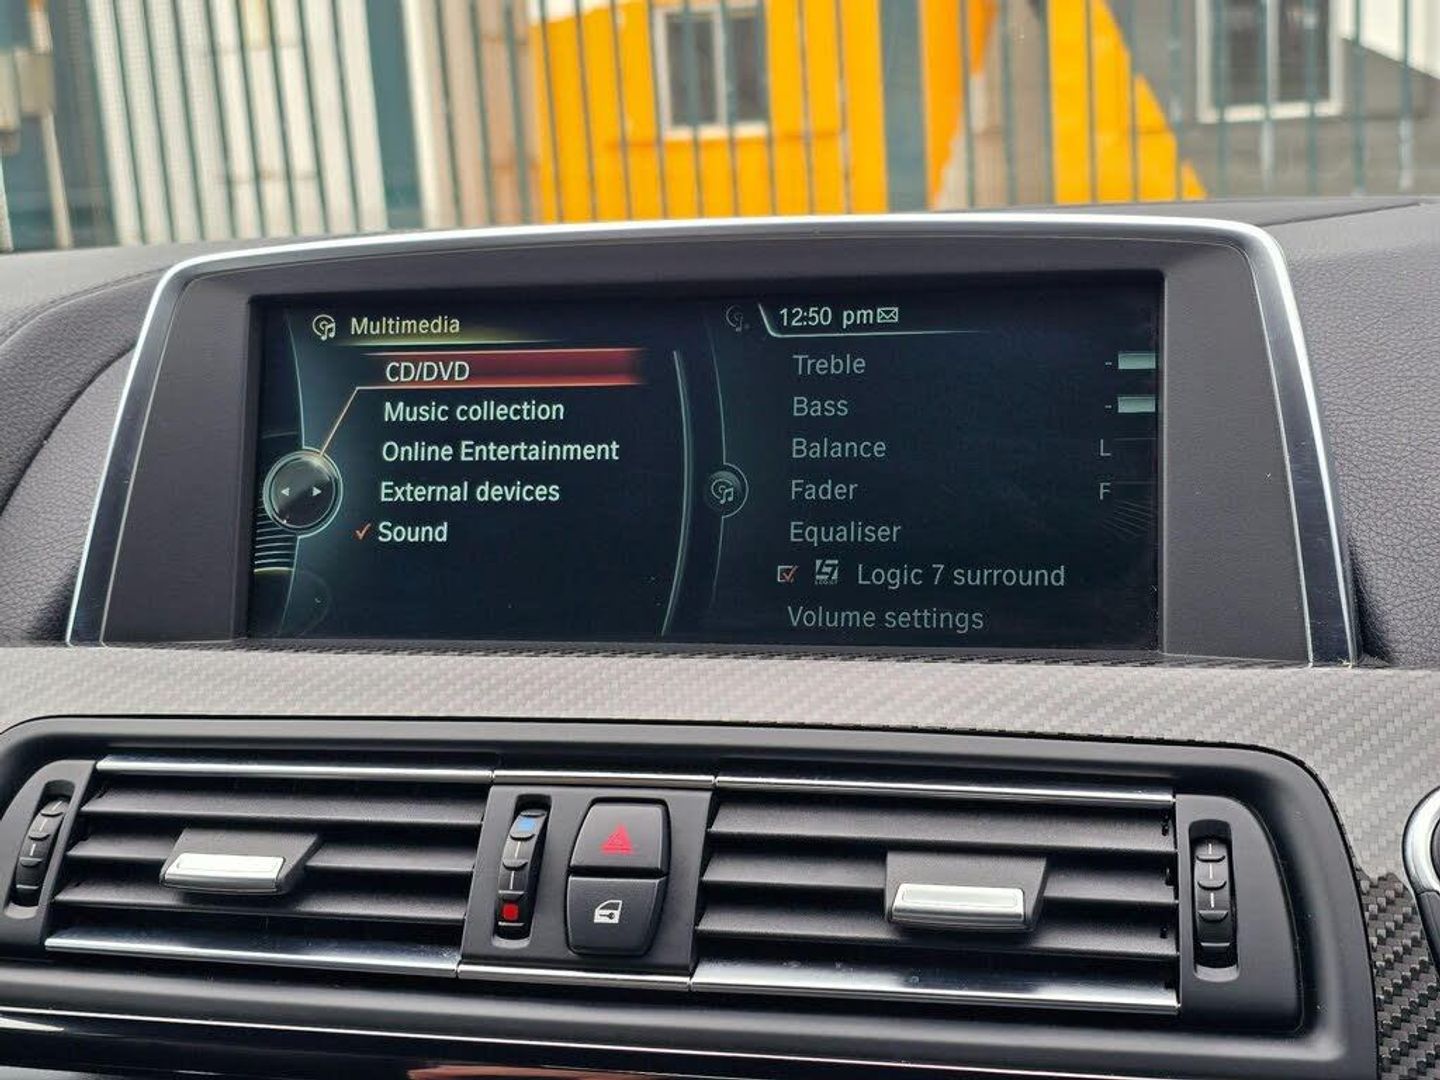 Multimedia
CD/DVD
Music collection
Online Entertainment
External devices
Sound
12:50 pm
Treble
Bass
Balance L
Fader F
Equaliser
Logic 7 surround
Volume settings